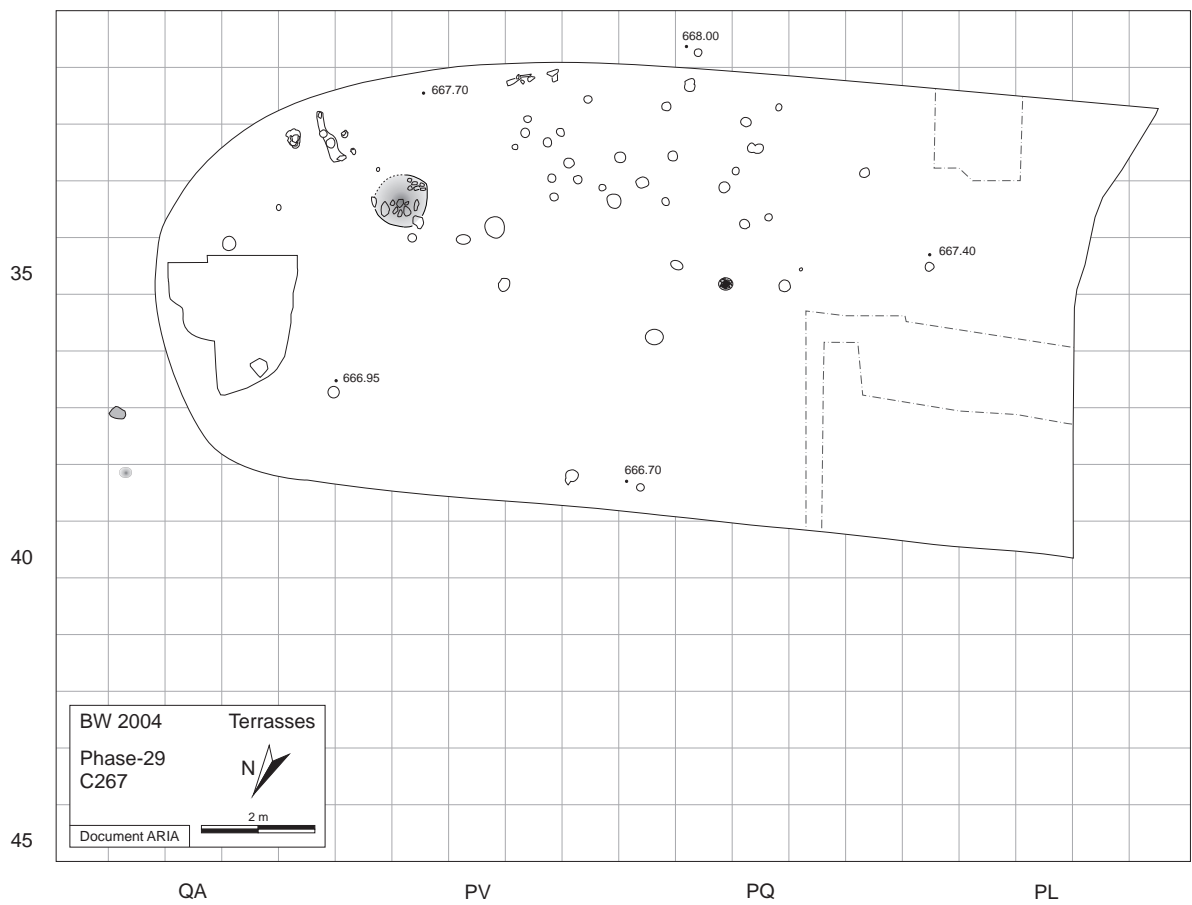 668.00
667.70
35
667.40
666.95
666.70
40
BW 2004 Terrasses
Phase-29
C267
N
2 m
Document ARIA
45
QA PV PQ PL